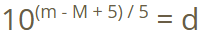 10^(m - M + 5) / 5 = d